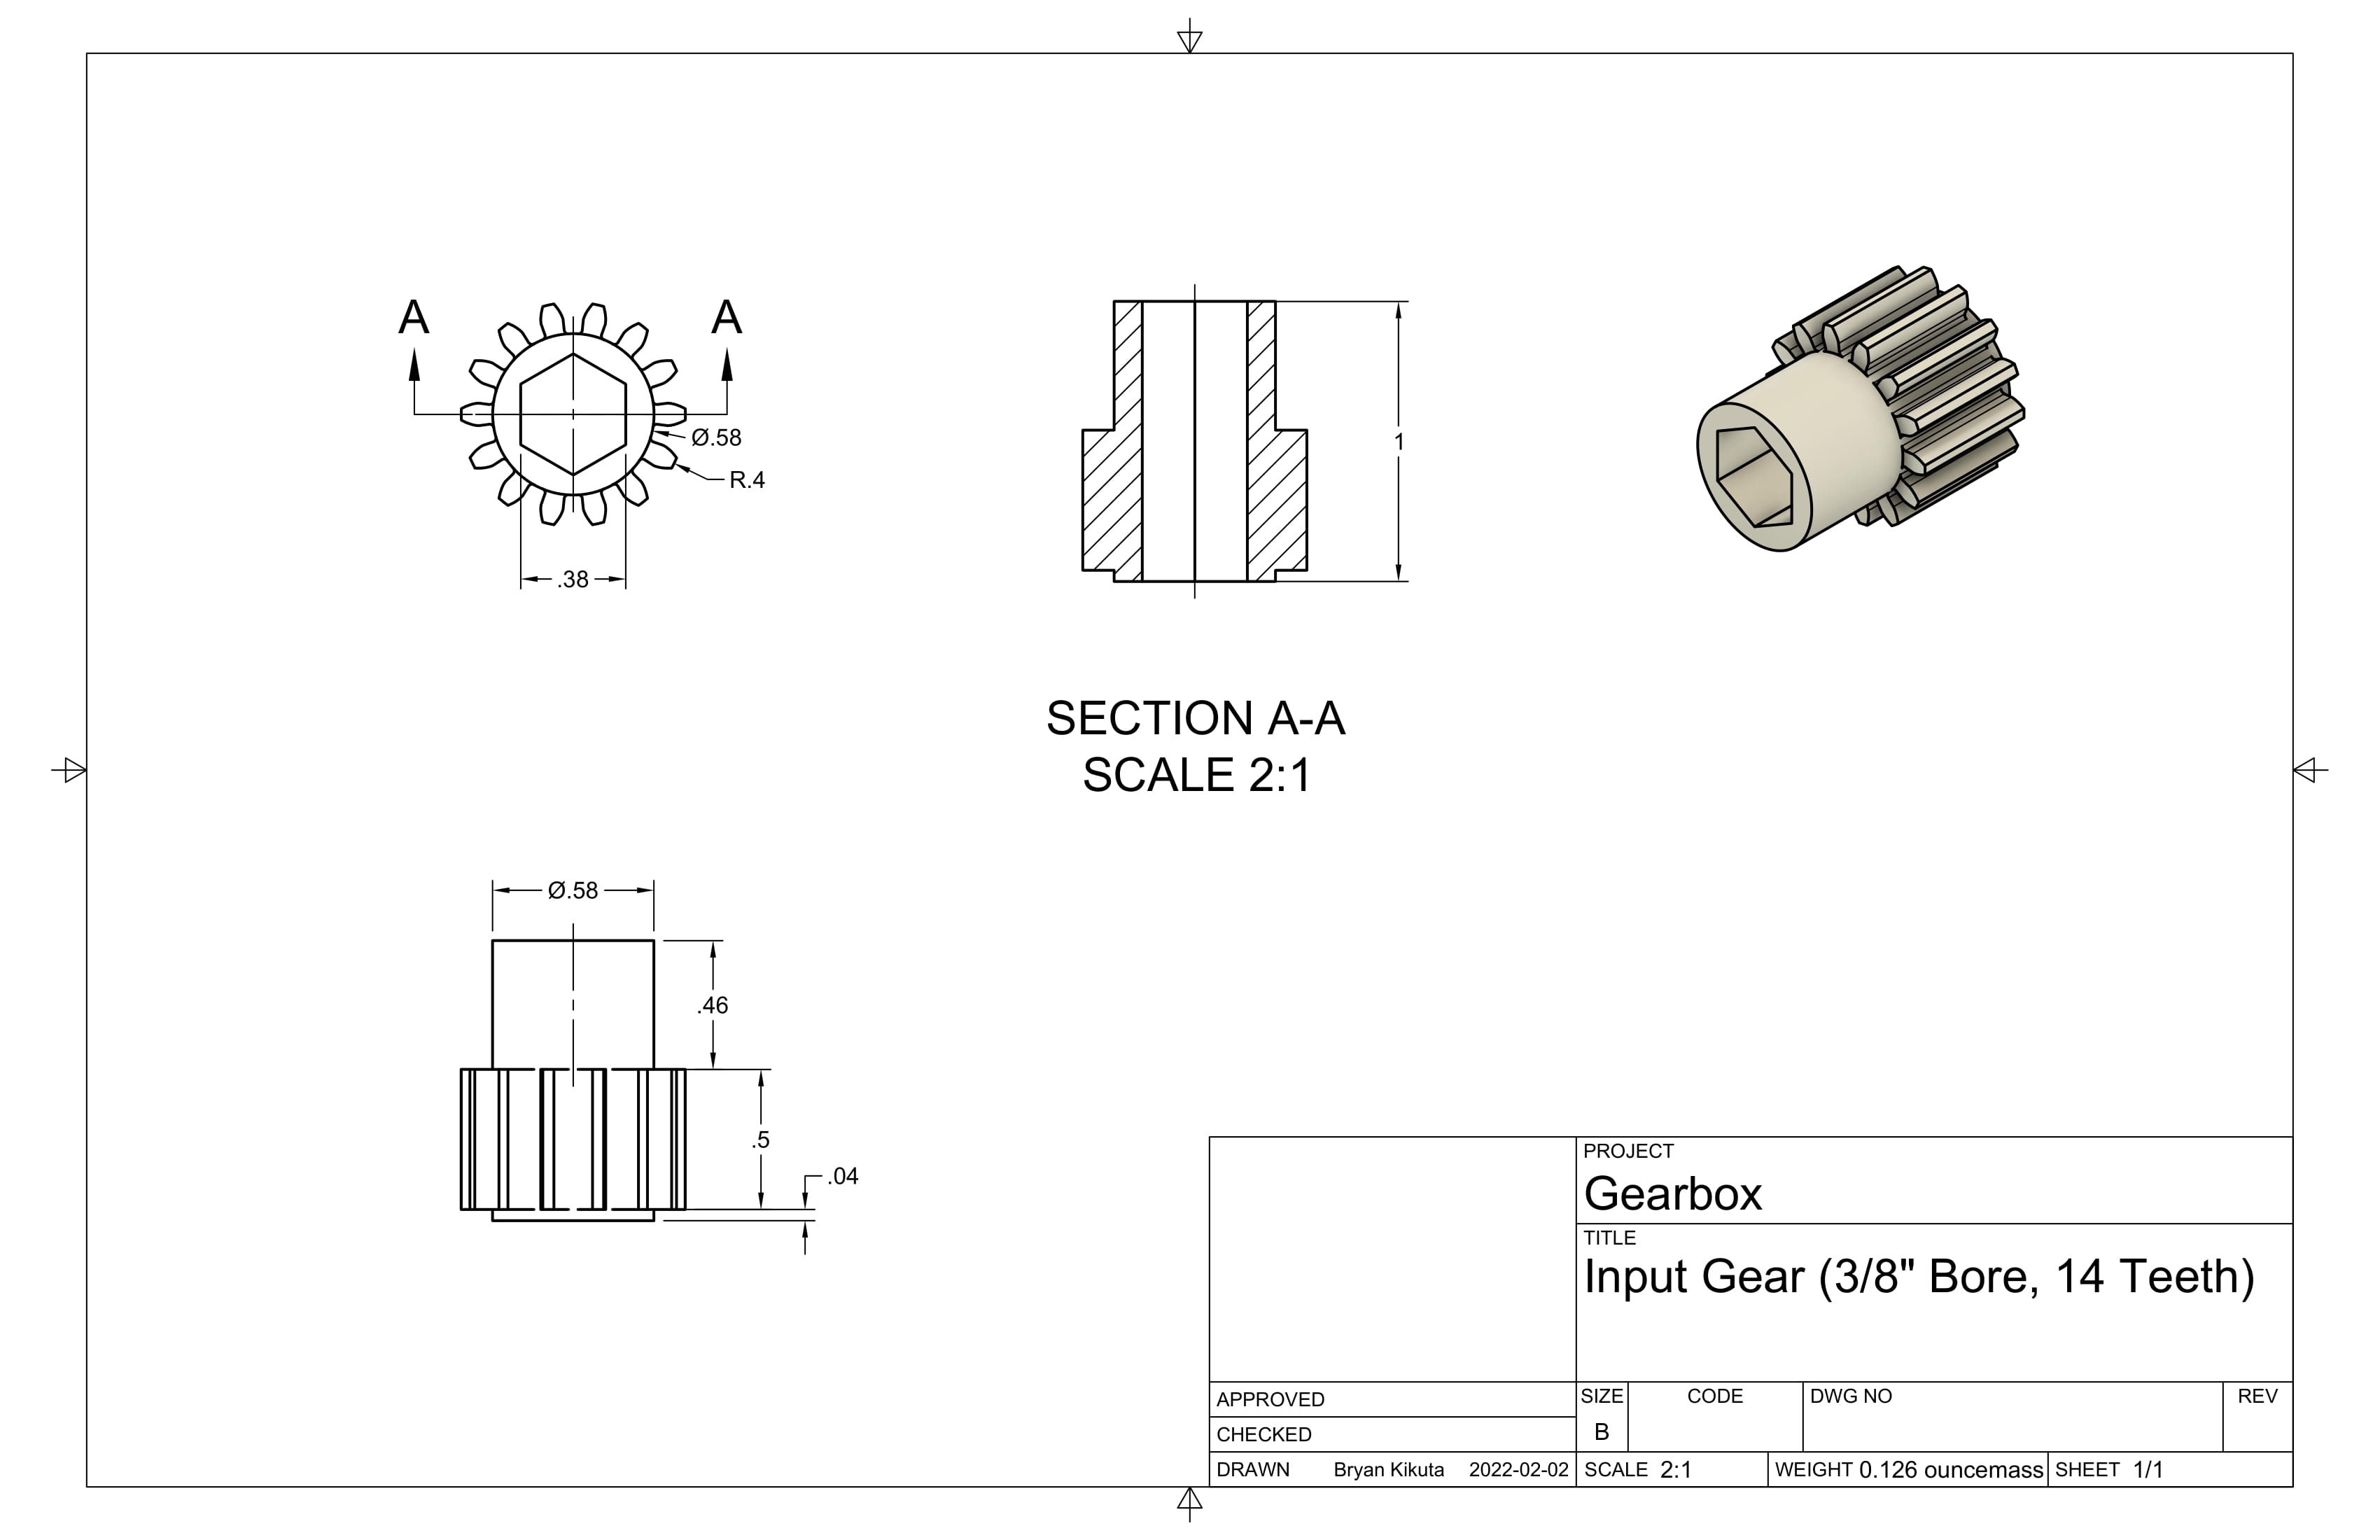 A A
Ø.58
R.4
.38
1
SECTION A-A
SCALE 2:1
Ø.58
.46
.5
.04
PROJECT
Gearbox
TITLE
Input Gear (3/8" Bore, 14 Teeth)
APPROVED
CHECKED
DRAWN Bryan Kikuta 2022-02-02
SIZE CODE DWG NO REV
B
SCALE 2:1 WEIGHT 0.126 ouncemass SHEET 1/1